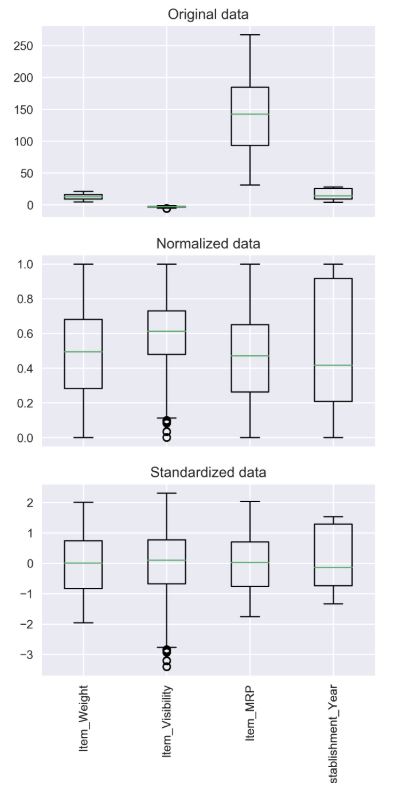 Original data
250
200
150
100
50
0
Normalized data
1.0
0.8
0.6
0.4
0.2
0.0
Standardized data
2
1
0
−1
−2
−3
Item_Weight
Item_Visibility
Item_MRP
stablishment_Year